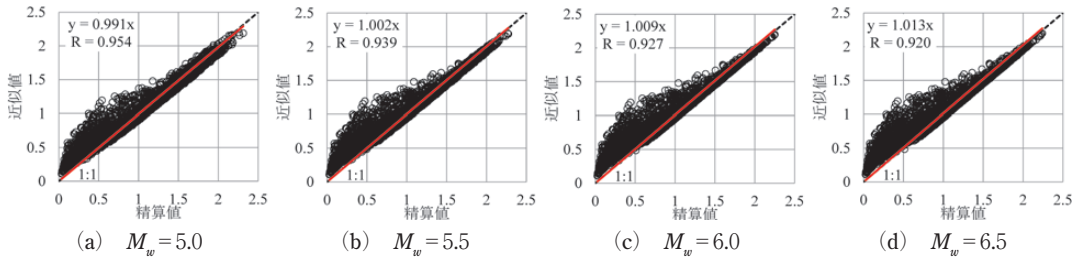 y = 0.991x
R = 0.954
近似値
2.5
2
1.5
1
0.5
0
1:1
0 0.5 1 1.5 2 2.5
精算値
(a) Mw = 5.0
y = 1.002x
R = 0.939
近似値
2.5
2
1.5
1
0.5
0
1:1
0 0.5 1 1.5 2 2.5
精算値
(b) Mw = 5.5
y = 1.009x
R = 0.927
近似値
2.5
2
1.5
1
0.5
0
1:1
0 0.5 1 1.5 2 2.5
精算値
(c) Mw = 6.0
y = 1.013x
R = 0.920
近似値
2.5
2
1.5
1
0.5
0
1:1
0 0.5 1 1.5 2 2.5
精算値
(d) Mw = 6.5